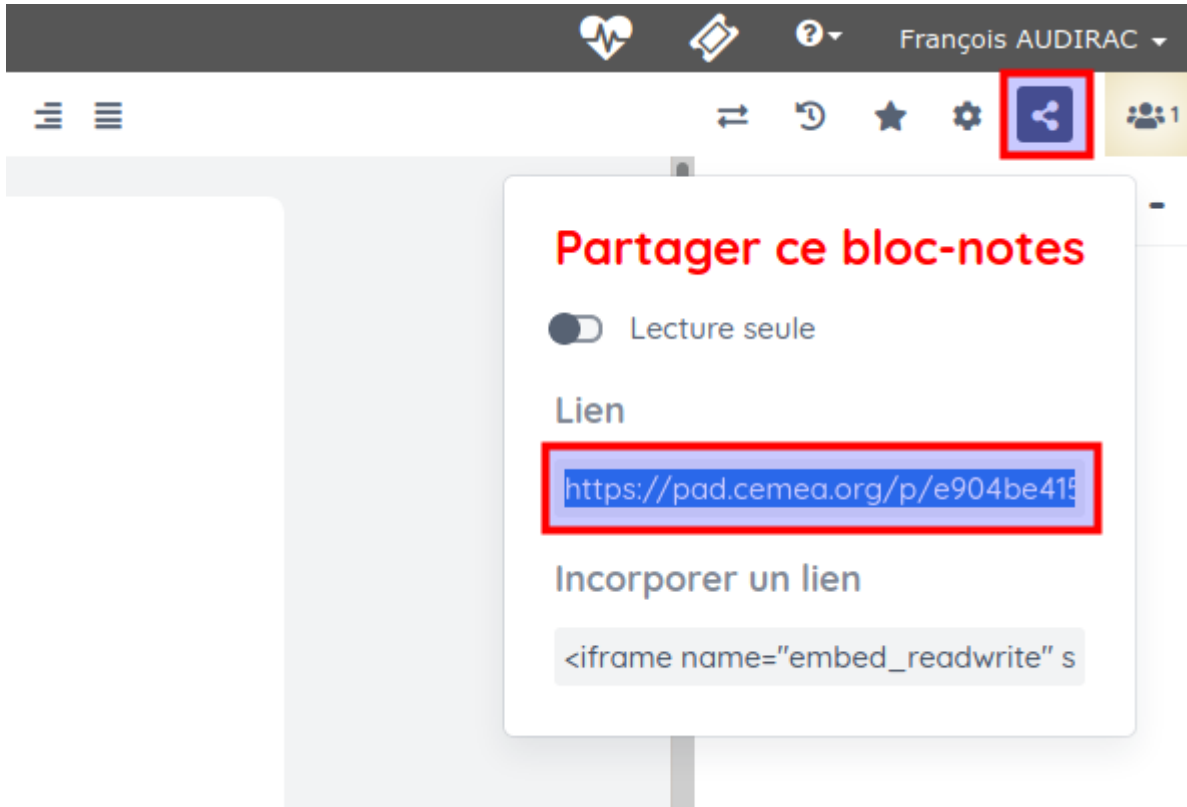 François AUDIRAC
1
Partager ce bloc-notes
Lecture seule
Lien
https://pad.cemea.org/p/e904be415
Incorporer un lien
<iframe name="embed_readwrite" s